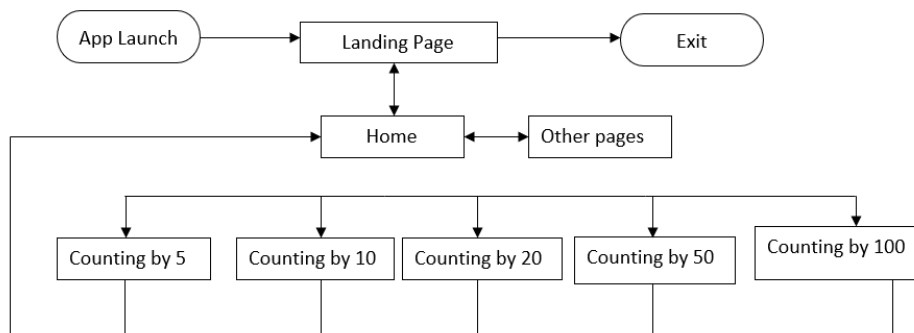 App Launch
Landing Page
Exit
Home
Other pages
Counting by 5
Counting by 10
Counting by 20
Counting by 50
Counting by 100